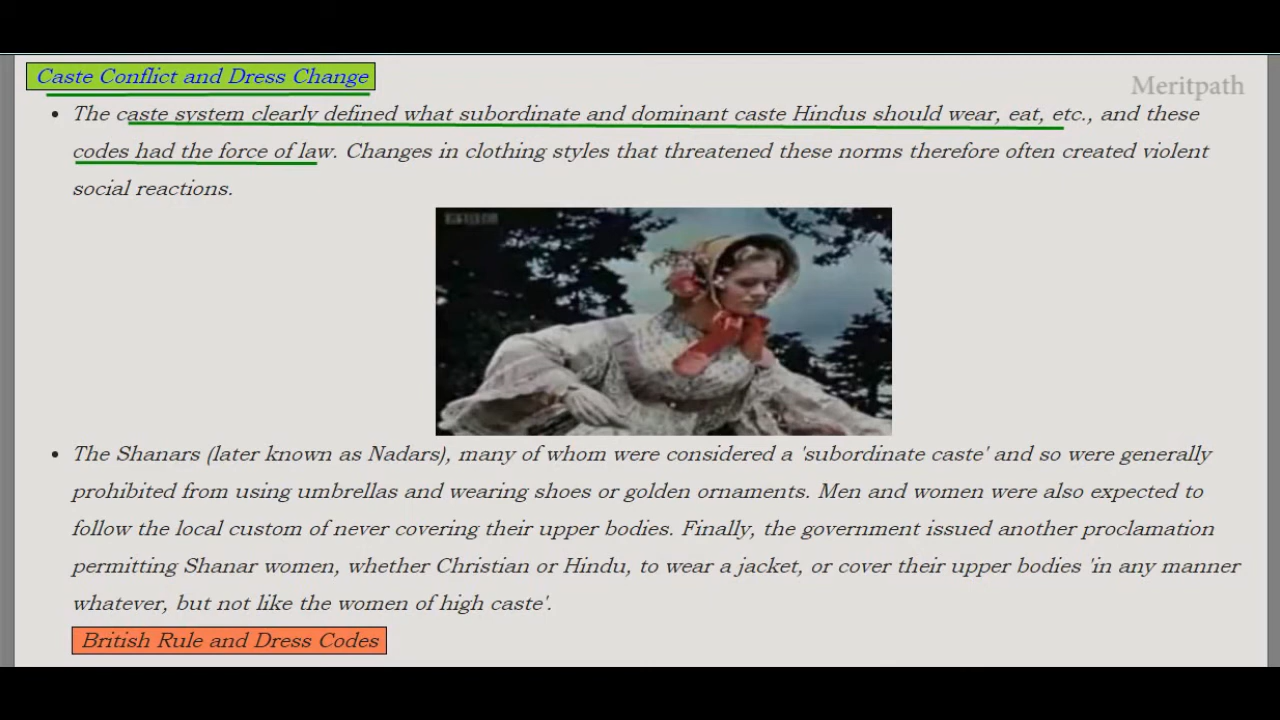 Caste Conflict and Dress Change
Meritpath
The caste system clearly defined what subordinate and dominant caste Hindus should wear, eat, etc., and these
codes had the force of law. Changes in clothing styles that threatened these norms therefore often created violent
social reactions.
The Shanars (later known as Nadars), many of whom were considered a 'subordinate caste' and so were generally
prohibited from using umbrellas and wearing shoes or golden ornaments. Men and women were also expected to
follow the local custom of never covering their upper bodies. Finally, the government issued another proclamation
permitting Shanar women, whether Christian or Hindu, to wear a jacket, or cover their upper bodies 'in any manner
whatever, but not like the women of high caste'.
British Rule and Dress Codes